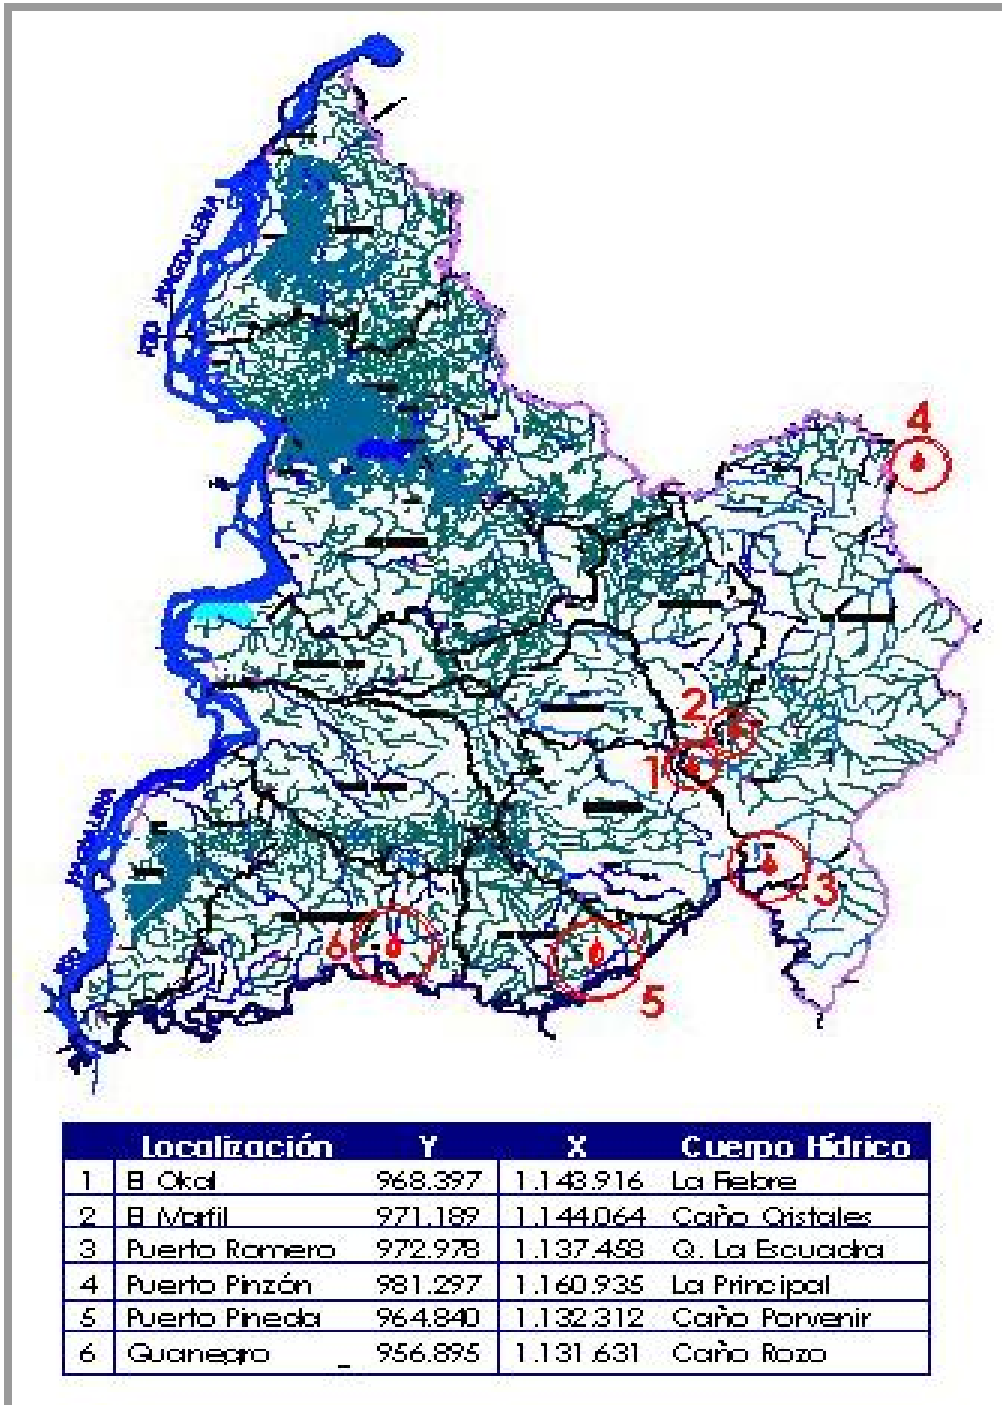 RIO MAGDALENA
4
2
1
3
6
5
MAGDALENA
RIO
Localización Y X Cuerpo Hídrico
1 El Okal 968.397 1.143.916 La Fiebre
2 El Marfil 971.189 1.144.064 Caño Cristales
3 Puerto Romero 972.978 1.137.458 Q. La Escuadra
4 Puerto Pinzón 981.297 1.160.935 La Principal
5 Puerto Pineda 964.840 1.132.312 Caño Porvenir
6 Guanegro 956.895 1.131.631 Caño Rozo